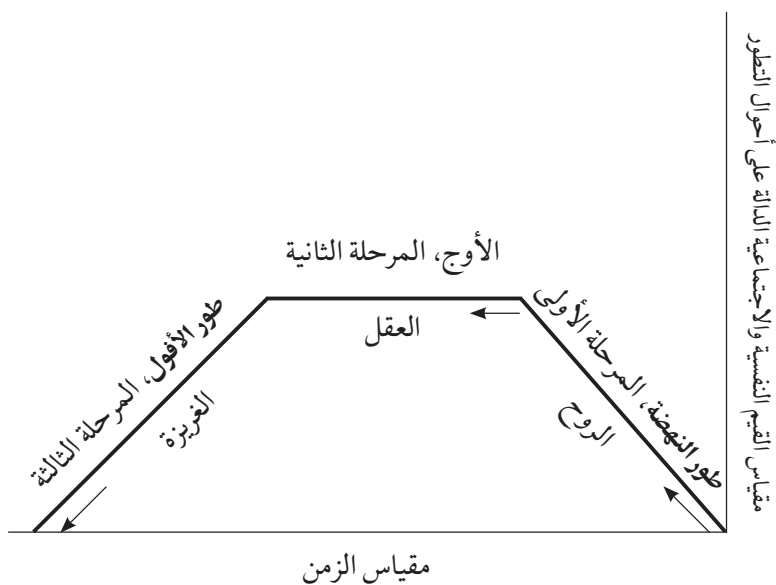 مقياس القيم النفسية والاجتماعية الدالة على أحوال التطور
طور النهضة، المرحلة الأولى
الروح
الأوج، المرحلة الثانية
العقل
طور الأفول، المرحلة الثالثة
الغريزة
مقياس الزمن